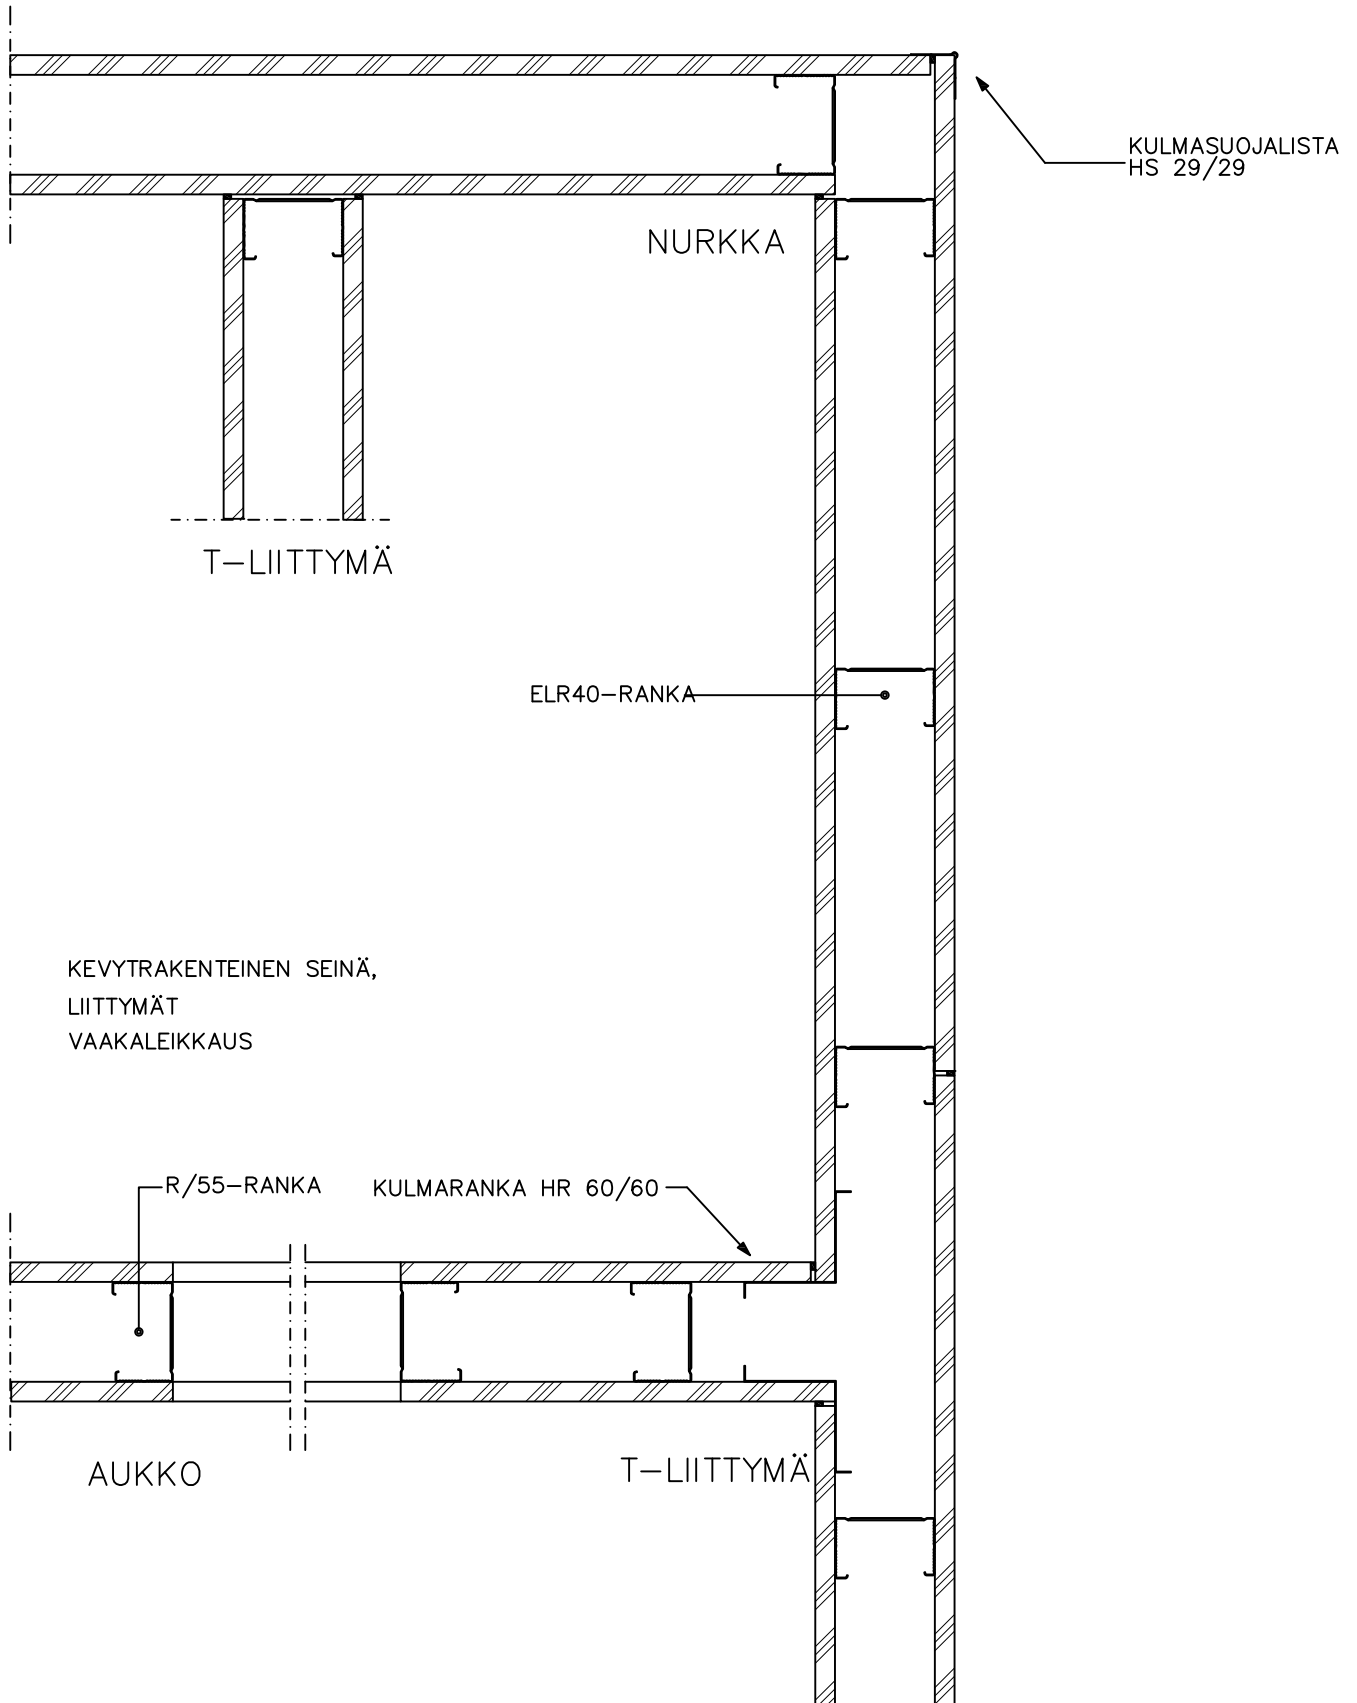 KULMASUOJALISTA
HS 29/29
NURKKA
T-LIITTYMÄ
ELR40-RANKA
KEVYTRAKENTEINEN SEINÄ,
LIITTYMÄT
VAAKALEIKKAUS
R/55-RANKA
KULMARANKA HR 60/60
AUKKO
T-LIITTYMÄ